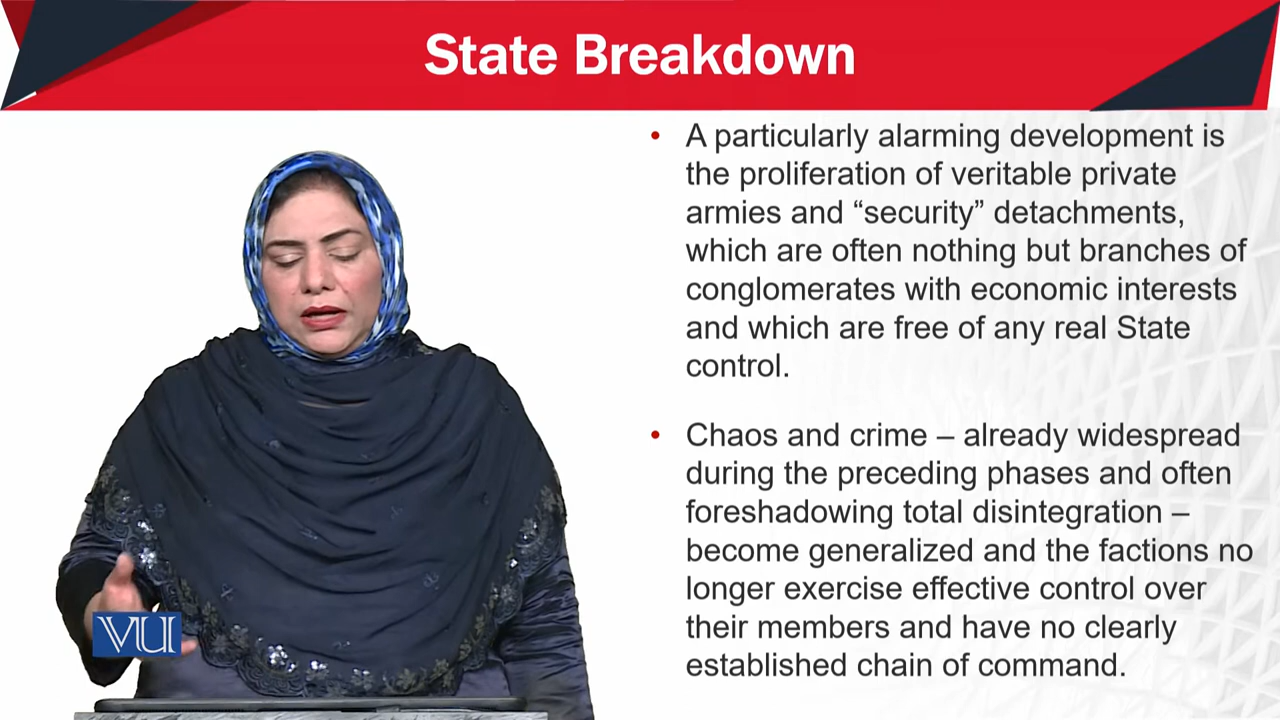 State Breakdown
• A particularly alarming development is
the proliferation of veritable private
armies and “security” detachments,
which are often nothing but branches of
conglomerates with economic interests
and which are free of any real State
control.
• Chaos and crime – already widespread
during the preceding phases and often
foreshadowing total disintegration –
become generalized and the factions no
longer exercise effective control over
their members and have no clearly
established chain of command.
VU